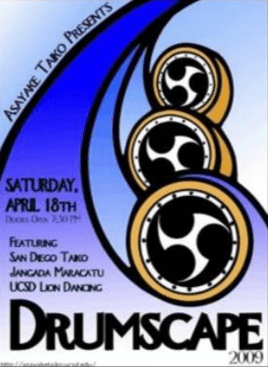 Asayake Taiko Presents
Saturday,
April 18th
Doors Open 7:30 PM
Featuring
San Diego Taiko
Jangada Maracatu
UCSD Lion Dancing
Drumscape
2009